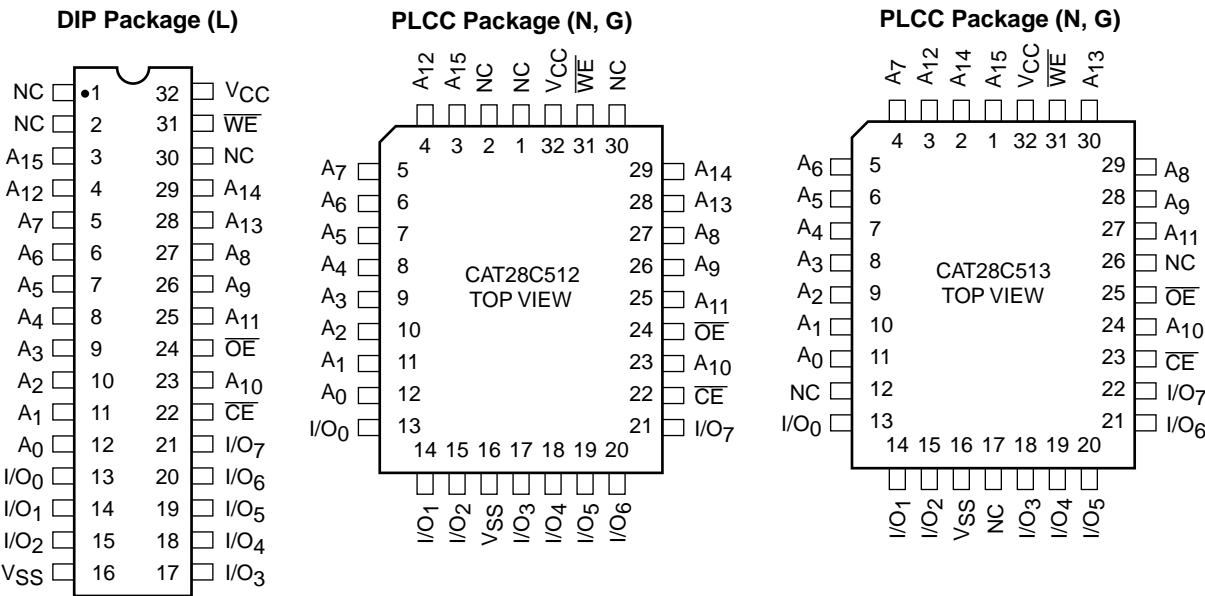 DIP Package (L)
NC 1 32 VCC
NC 2 31 WE
A15 3 30 NC
A12 4 29 A14
A7 5 28 A13
A6 6 27 A8
A5 7 26 A9
A4 8 25 A11
A3 9 24 OE
A2 10 23 A10
A1 11 22 CE
A0 12 21 I/O7
I/O0 13 20 I/O6
I/O1 14 19 I/O5
I/O2 15 18 I/O4
VSS 16 17 I/O3
PLCC Package (N, G)
A12 A15 NC NC VCC WE NC
4 3 2 1 32 31 30
A7 5 29 A14
A6 6 28 A13
A5 7 27 A8
A4 8 26 A9
A3 9 25 A11
A2 10 24 OE
A1 11 23 A10
A0 12 22 CE
I/O0 13 21 I/O7
CAT28C512
TOP VIEW
14 15 16 17 18 19 20
I/O1 I/O2 VSS I/O3 I/O4 I/O5 I/O6
PLCC Package (N, G)
A7 A12 A14 A15 VCC WE A13
4 3 2 1 32 31 30
A6 5 29 A8
A5 6 28 A9
A4 7 27 A11
A3 8 26 NC
A2 9 25 OE
A1 10 24 A10
A0 11 23 CE
NC 12 22 I/O7
I/O0 13 21 I/O6
CAT28C513
TOP VIEW
14 15 16 17 18 19 20
I/O1 I/O2 VSS NC I/O3 I/O4 I/O5